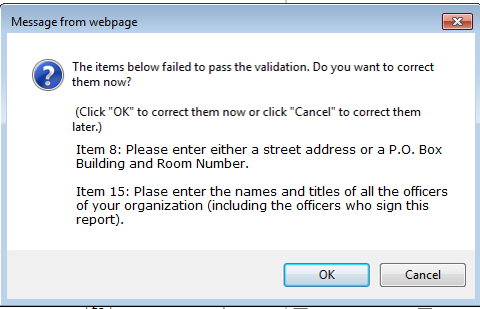 Message from webpage
The items below failed to pass the validation. Do you want to correct
them now?
(Click "OK" to correct them now or click "Cancel" to correct them
later.)
Item 8: Please enter either a street address or a P.O. Box
Building and Room Number.
Item 15: Plase enter the names and titles of all the officers
of your organization (including the officers who sign this
report).
OK
Cancel